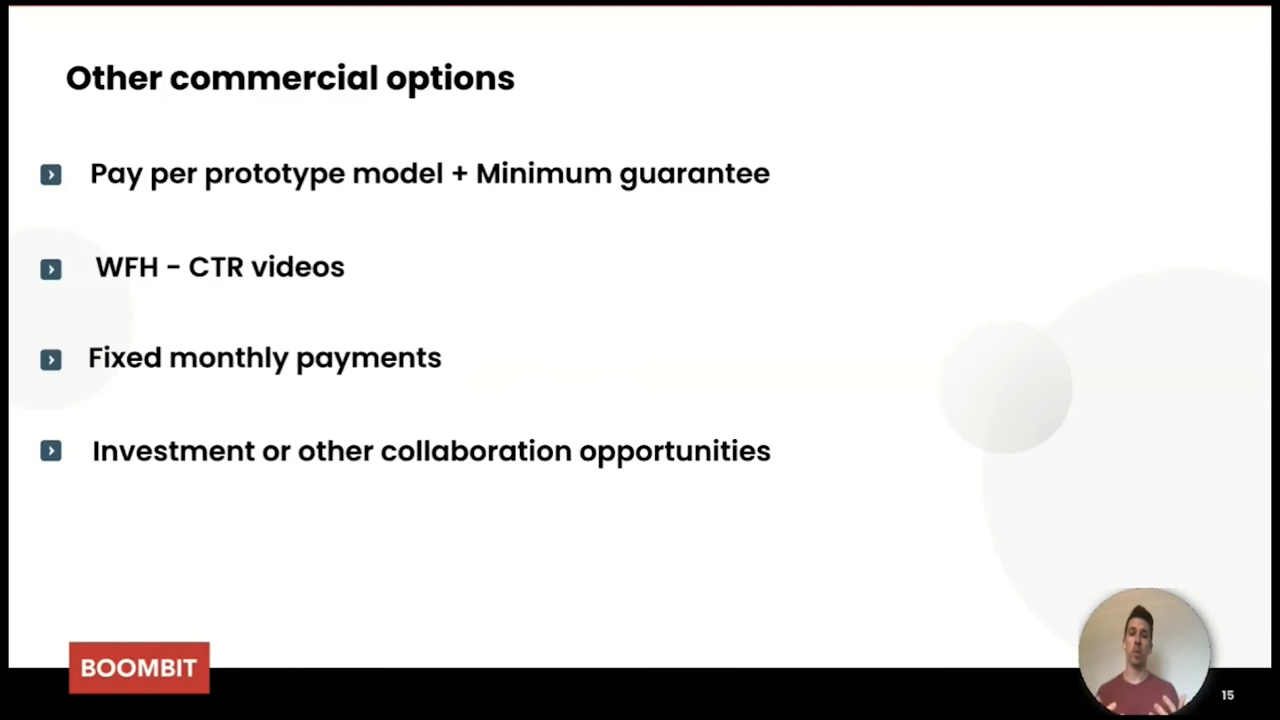 Other commercial options
Pay per prototype model + Minimum guarantee
WFH - CTR videos
Fixed monthly payments
Investment or other collaboration opportunities
BOOMBIT
15